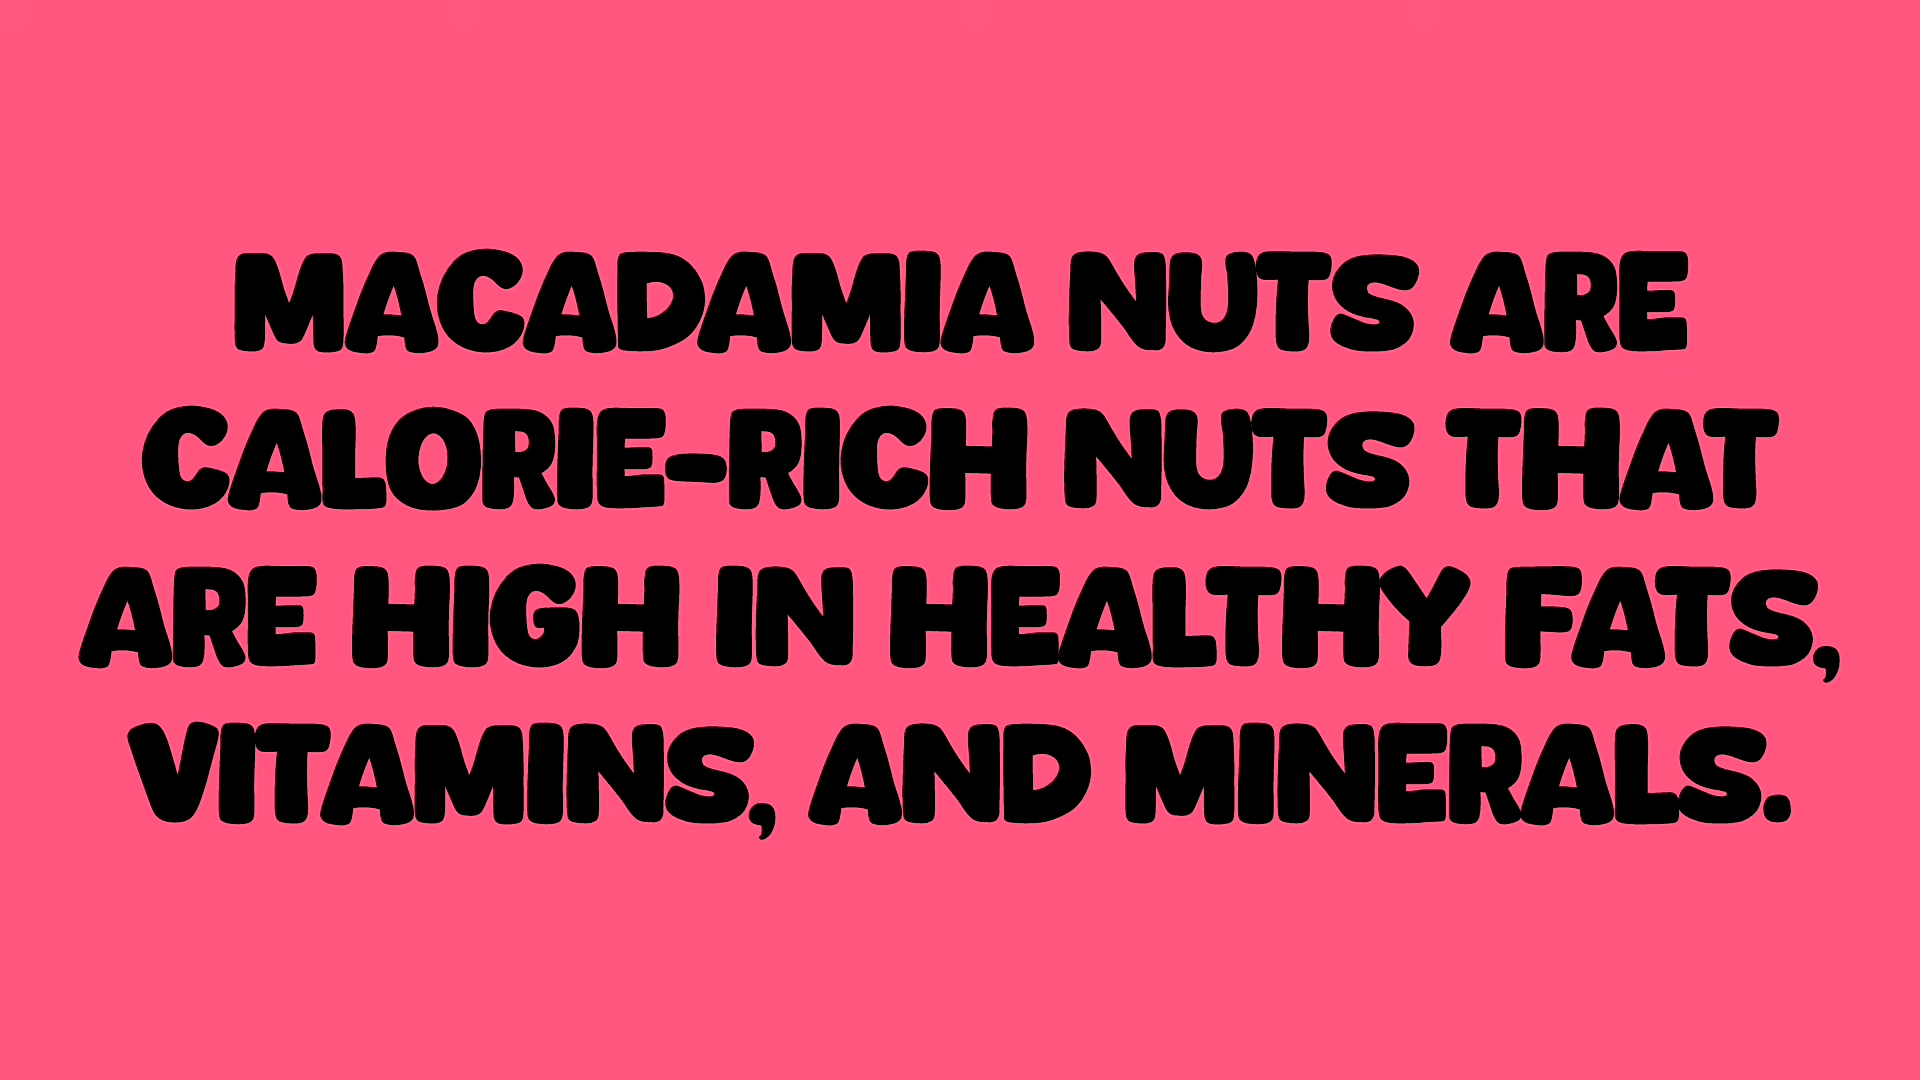 MACADAMIA NUTS ARE
CALORIE-RICH NUTS THAT
ARE HIGH IN HEALTHY FATS,
VITAMINS, AND MINERALS.